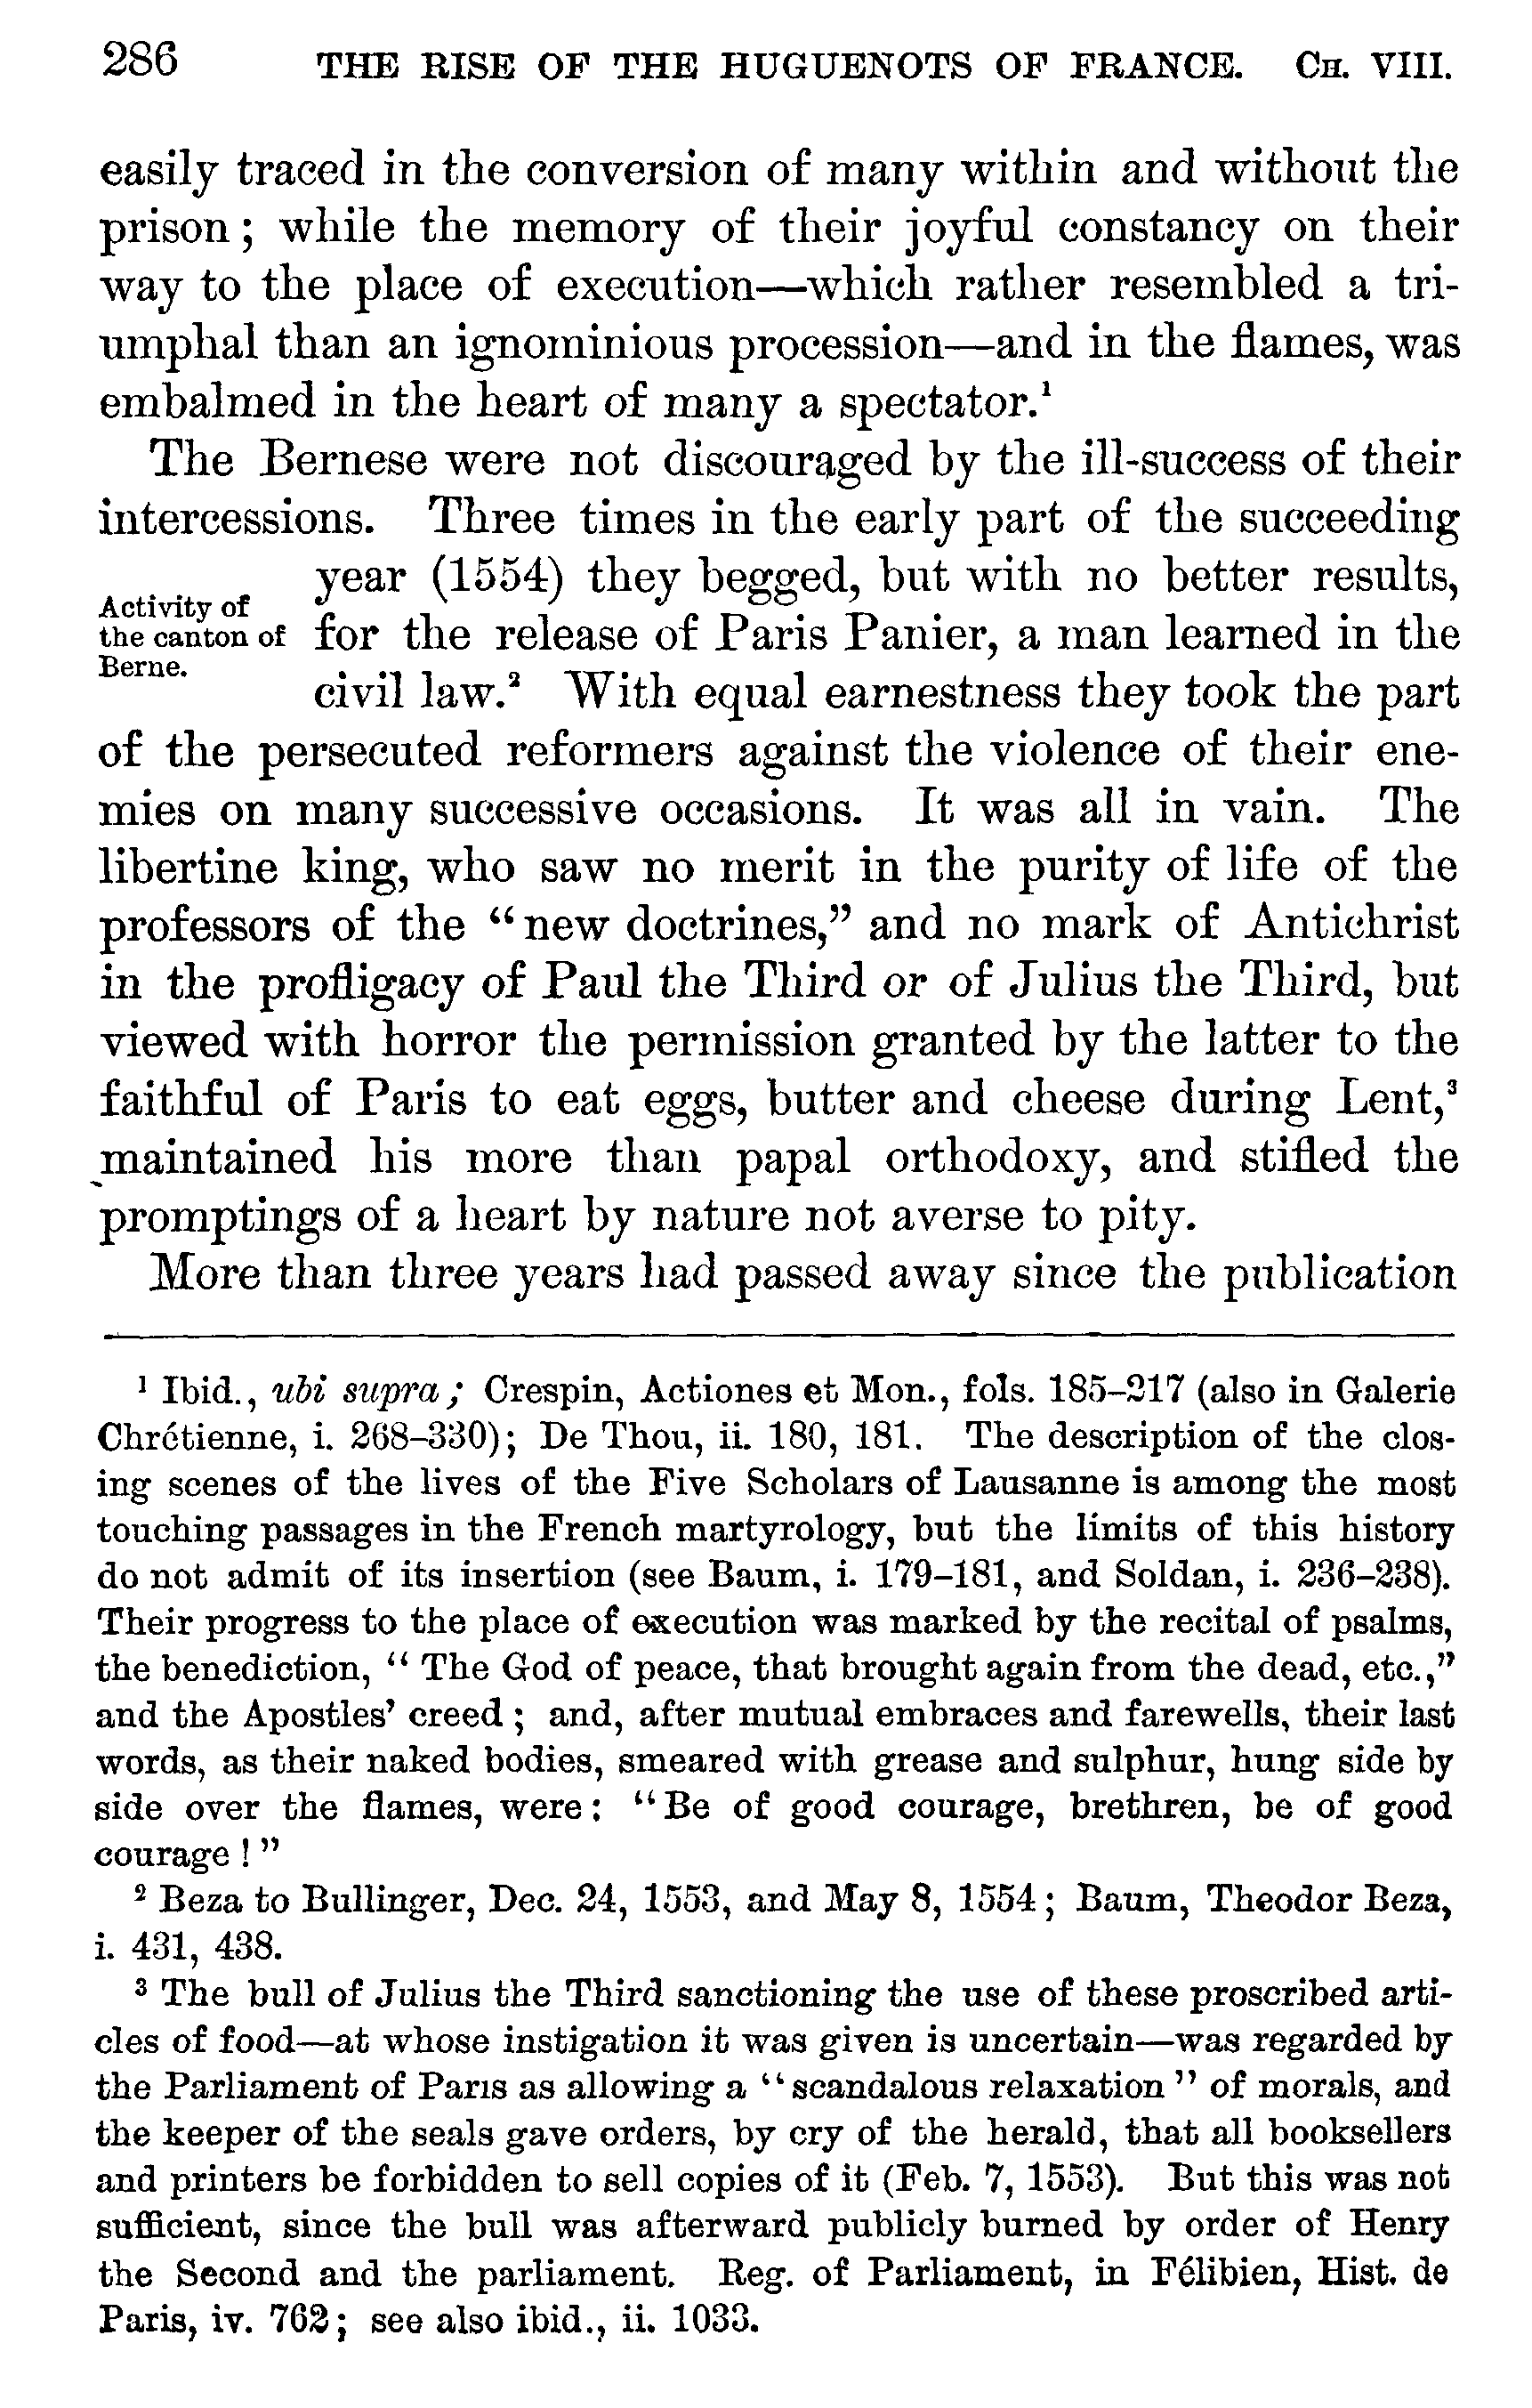 286 THE RISE OF THE HUGUENOTS OF FRANCE. CH. VIII.
easily traced in the conversion of many within and without the
prison; while the memory of their joyful constancy on their
way to the place of execution—which rather resembled a tri-
umphal than an ignominious procession—and in the flames, was
embalmed in the heart of many a spectator.¹
The Bernese were not discouraged by the ill-success of their
intercessions. Three times in the early part of the succeeding
Activity of
the canton of
Berne.
year (1554) they begged, but with no better results,
for the release of Paris Panier, a man learned in the
civil law.² With equal earnestness they took the part
of the persecuted reformers against the violence of their ene-
mies on many successive occasions. It was all in vain. The
libertine king, who saw no merit in the purity of life of the
professors of the "new doctrines," and no mark of Antichrist
in the profligacy of Paul the Third or of Julius the Third, but
viewed with horror the permission granted by the latter to the
faithful of Paris to eat eggs, butter and cheese during Lent,³
maintained his more than papal orthodoxy, and stifled the
promptings of a heart by nature not averse to pity.
More than three years had passed away since the publication
¹ Ibid., ubi supra; Crespin, Actiones et Mon., fols. 185–217 (also in Galerie
Chrétienne, i. 268–330); De Thou, ii. 180, 181. The description of the clos-
ing scenes of the lives of the Five Scholars of Lausanne is among the most
touching passages in the French martyrology, but the limits of this history
do not admit of its insertion (see Baum, i. 179–181, and Soldan, i. 236–238).
Their progress to the place of execution was marked by the recital of psalms,
the benediction, "The God of peace, that brought again from the dead, etc.,"
and the Apostles' creed; and, after mutual embraces and farewells, their last
words, as their naked bodies, smeared with grease and sulphur, hung side by
side over the flames, were: "Be of good courage, brethren, be of good
courage!"
² Beza to Bullinger, Dec. 24, 1553, and May 8, 1554; Baum, Theodor Beza,
i. 431, 438.
³ The bull of Julius the Third sanctioning the use of these proscribed arti-
cles of food—at whose instigation it was given is uncertain—was regarded by
the Parliament of Paris as allowing a "scandalous relaxation" of morals, and
the keeper of the seals gave orders, by cry of the herald, that all booksellers
and printers be forbidden to sell copies of it (Feb. 7, 1553). But this was not
sufficient, since the bull was afterward publicly burned by order of Henry
the Second and the parliament. Reg. of Parliament, in Félibien, Hist. de
Paris, iv. 762; see also ibid., ii. 1033.